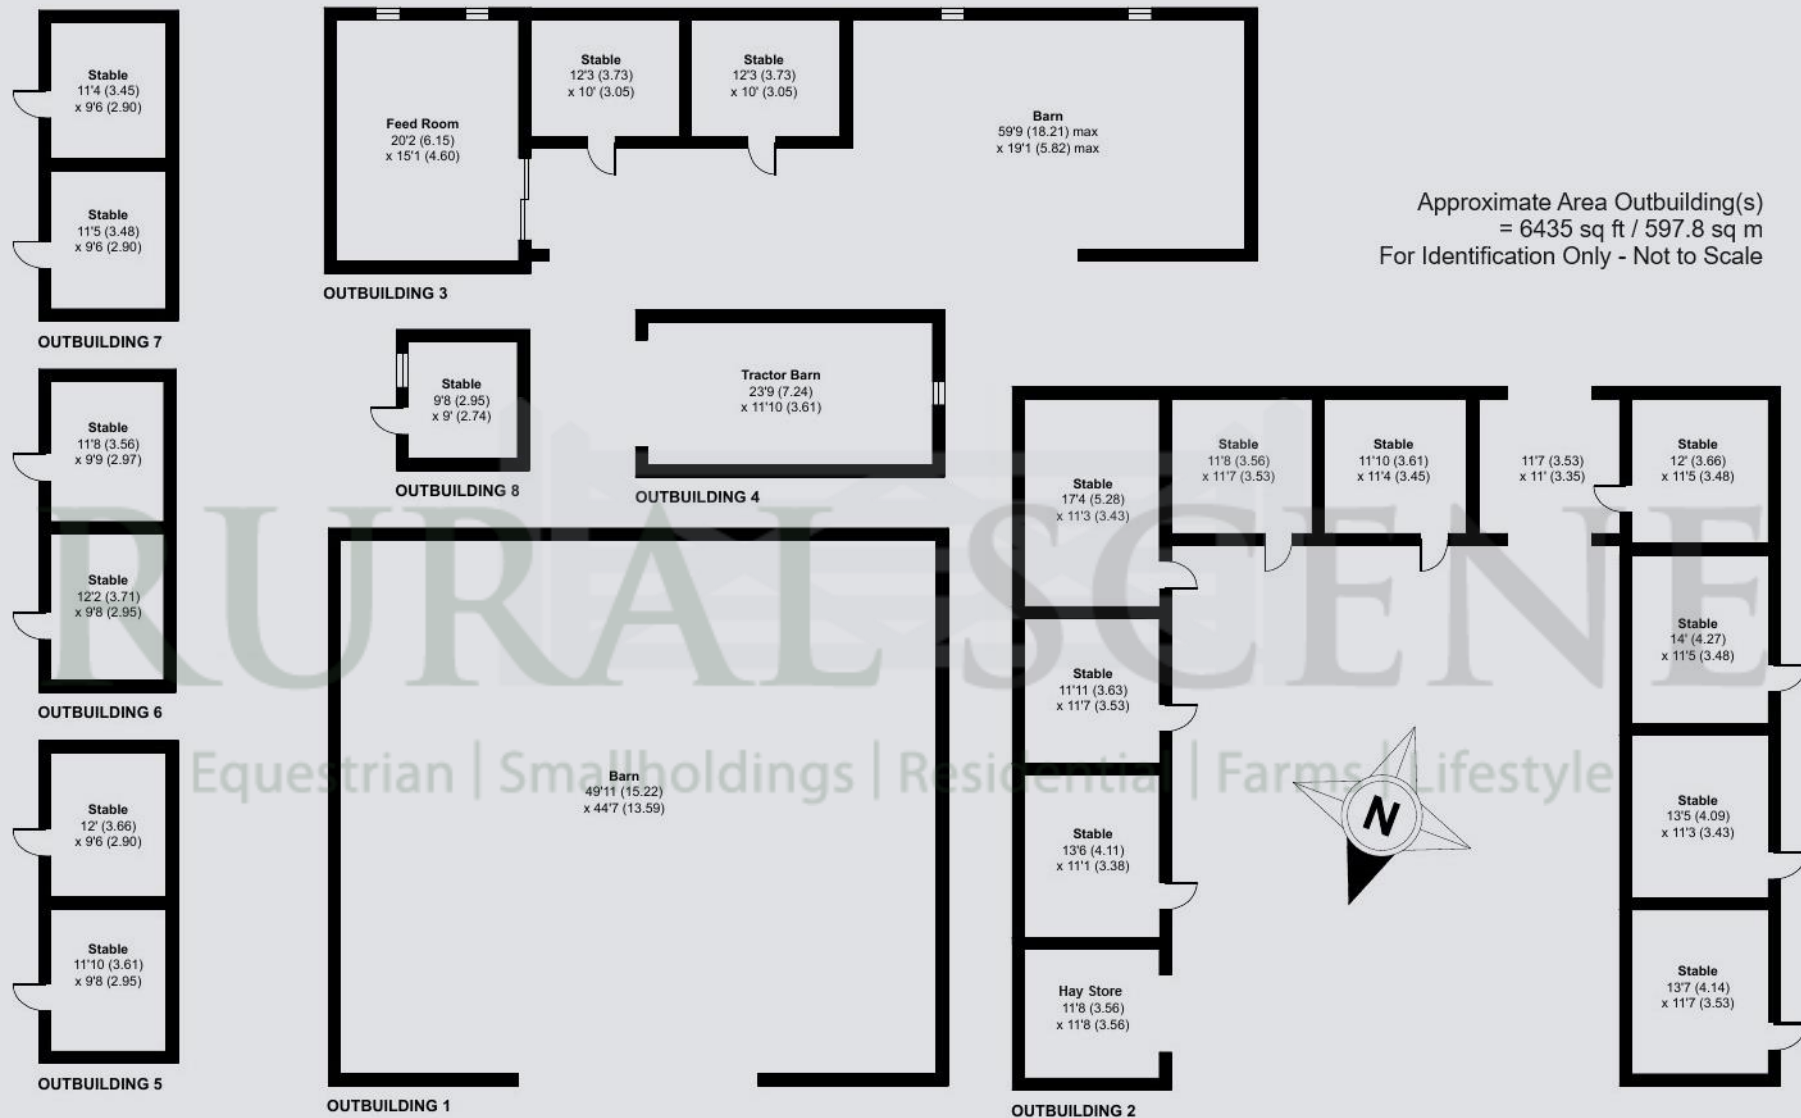 Stable
11'4 (3.45)
x 9'6 (2.90)
Stable
11'5 (3.48)
x 9'6 (2.90)
OUTBUILDING 7
Feed Room
20'2 (6.15)
x 15'1 (4.60)
Stable
12'3 (3.73)
x 10' (3.05)
Stable
12'3 (3.73)
x 10' (3.05)
Barn
59'9 (18.21) max
x 19'1 (5.82) max
OUTBUILDING 3
Approximate Area Outbuilding(s)
= 6435 sq ft / 597.8 sq m
For Identification Only - Not to Scale
Stable
11'8 (3.56)
x 9'9 (2.97)
Stable
12'2 (3.71)
x 9'8 (2.95)
OUTBUILDING 6
Stable
9'8 (2.95)
x 9' (2.74)
OUTBUILDING 8
Tractor Barn
23'9 (7.24)
x 11'10 (3.61)
OUTBUILDING 4
Stable
17'4 (5.28)
x 11'3 (3.43)
Stable
11'8 (3.56)
x 11'7 (3.53)
Stable
11'10 (3.61)
x 11'4 (3.45)
11'7 (3.53)
x 11' (3.35)
Stable
12' (3.66)
x 11'5 (3.48)
RURAL SCENE
Equestrian | Smallholdings | Residential | Farms | Lifestyle
Stable
14' (4.27)
x 11'5 (3.48)
Stable
11'11 (3.63)
x 11'7 (3.53)
Stable
12' (3.66)
x 9'6 (2.90)
Stable
11'10 (3.61)
x 9'8 (2.95)
OUTBUILDING 5
Barn
49'11 (15.22)
x 44'7 (13.59)
OUTBUILDING 1
Stable
13'6 (4.11)
x 11'1 (3.38)
Hay Store
11'8 (3.56)
x 11'8 (3.56)
OUTBUILDING 2
N
Stable
13'5 (4.09)
x 11'3 (3.43)
Stable
13'7 (4.14)
x 11'7 (3.53)